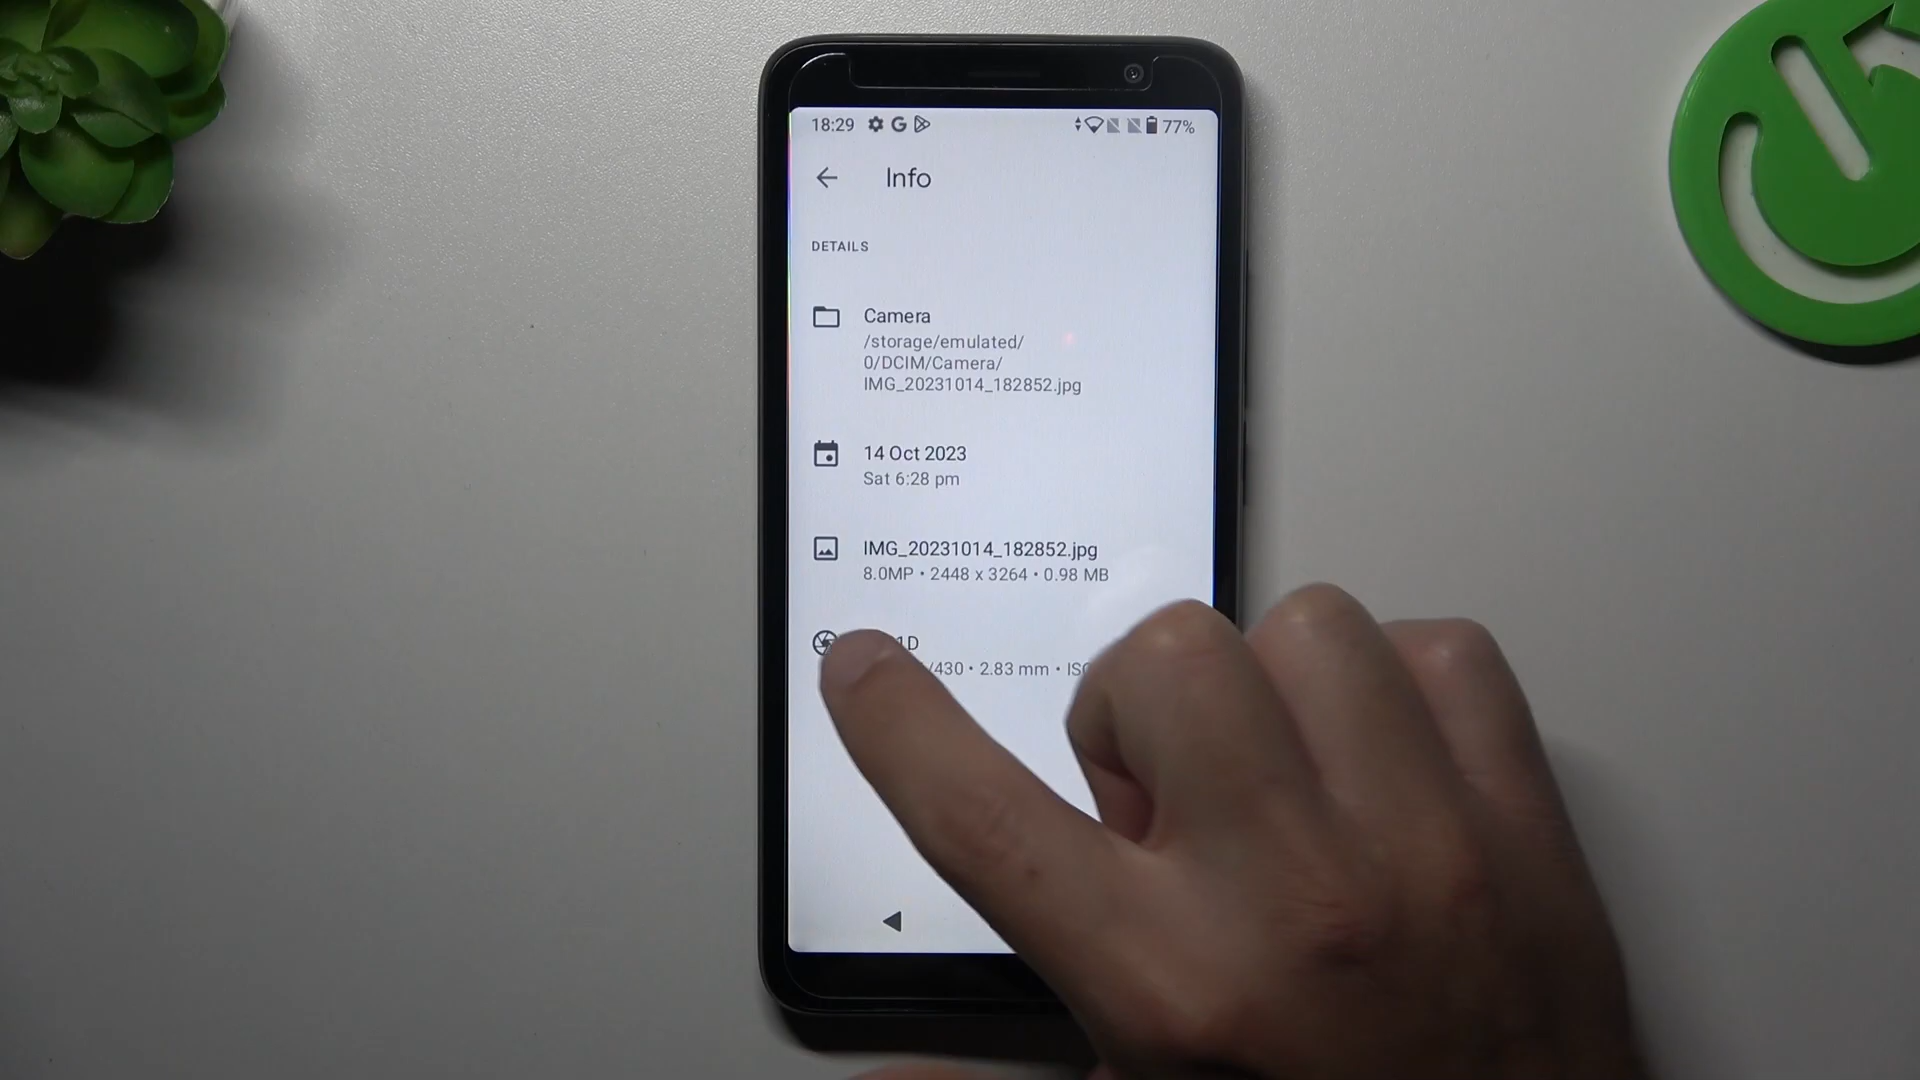 18:29 77%
Info
DETAILS
Camera
/storage/emulated/
0/DCIM/Camera/
IMG_20231014_182852.jpg
14 Oct 2023
Sat 6:28 pm
IMG_20231014_182852.jpg
8.0MP • 2448 x 3264 • 0.98 MB
1D
/430 • 2.83 mm •